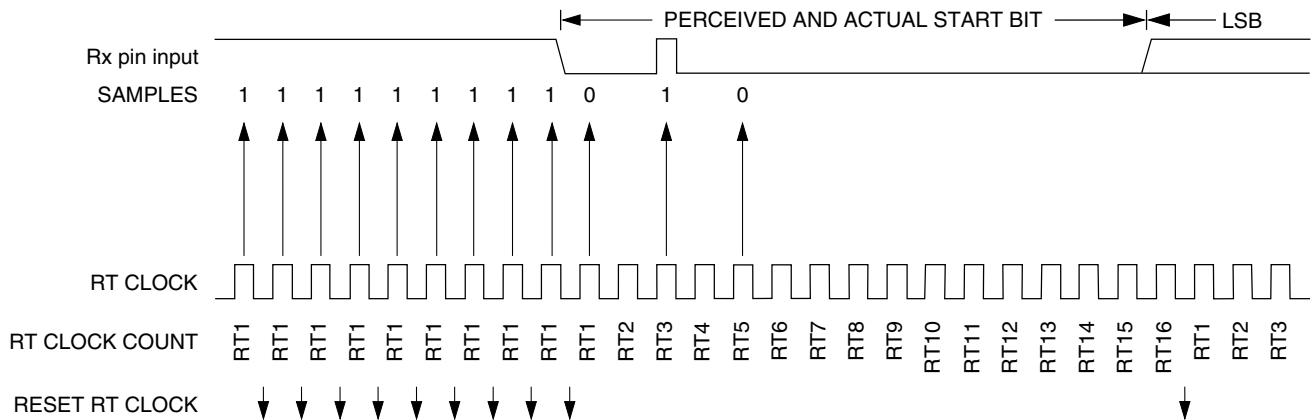 PERCEIVED AND ACTUAL START BIT LSB
Rx pin input
SAMPLES 1 1 1 1 1 1 1 1 1 0 1 0
RT CLOCK
RT CLOCK COUNT RT1 RT1 RT1 RT1 RT1 RT1 RT1 RT1 RT1 RT1 RT2 RT3 RT4 RT5 RT6 RT7 RT8 RT9 RT10 RT11 RT12 RT13 RT14 RT15 RT16 RT1 RT2 RT3
RESET RT CLOCK